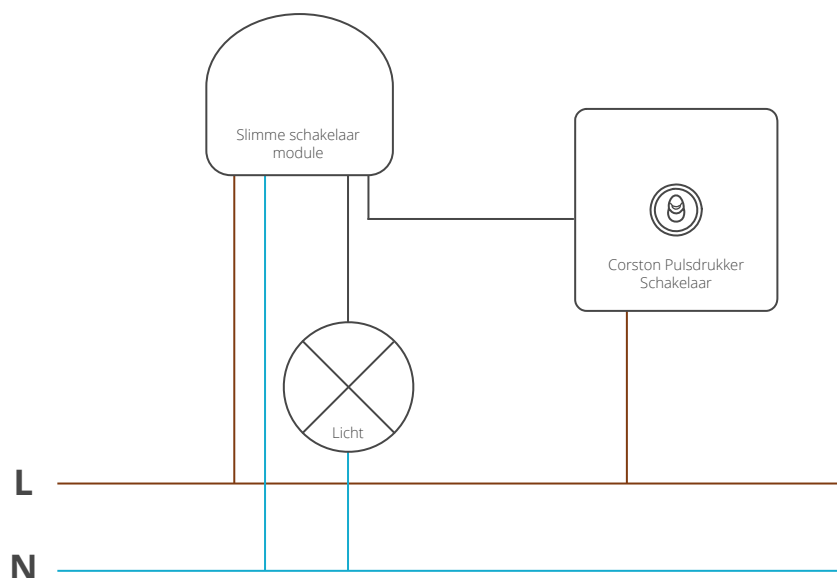 Slimme schakelaar
module
Corston Pulsdrukker
Schakelaar
Licht
L
N